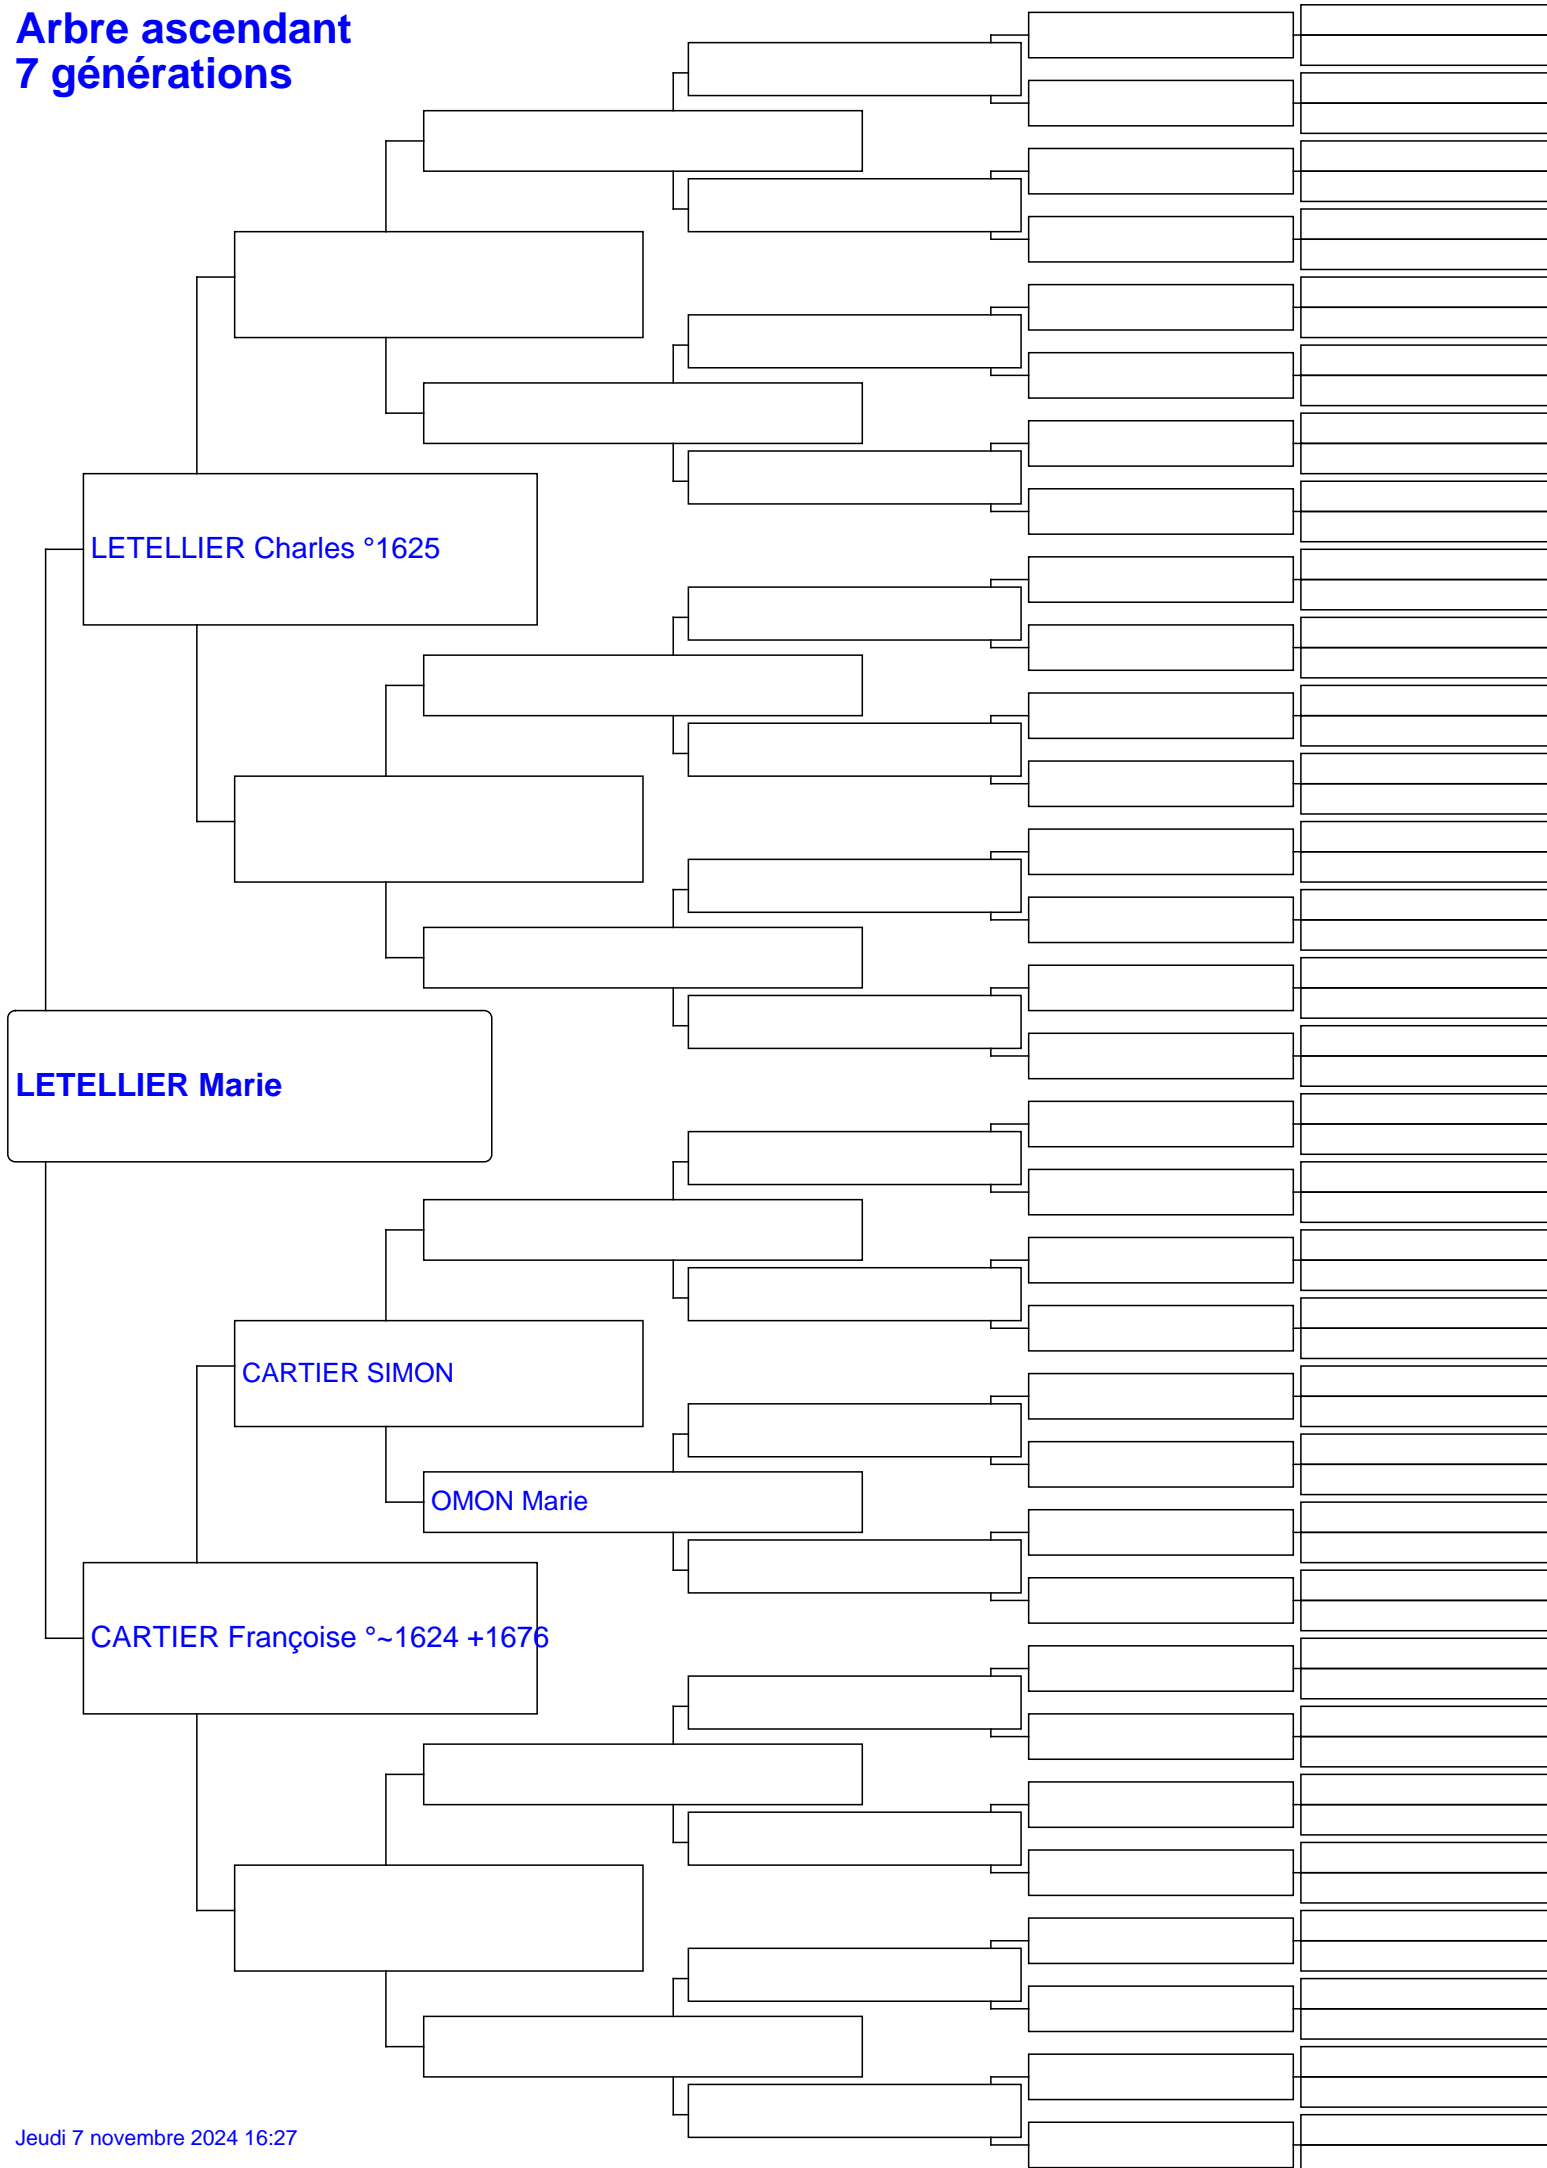 Arbre ascendant
7 générations
LETELLIER Charles °1625
LETELLIER Marie
CARTIER SIMON
OMON Marie
CARTIER Françoise °~1624 +1676
Jeudi 7 novembre 2024 16:27